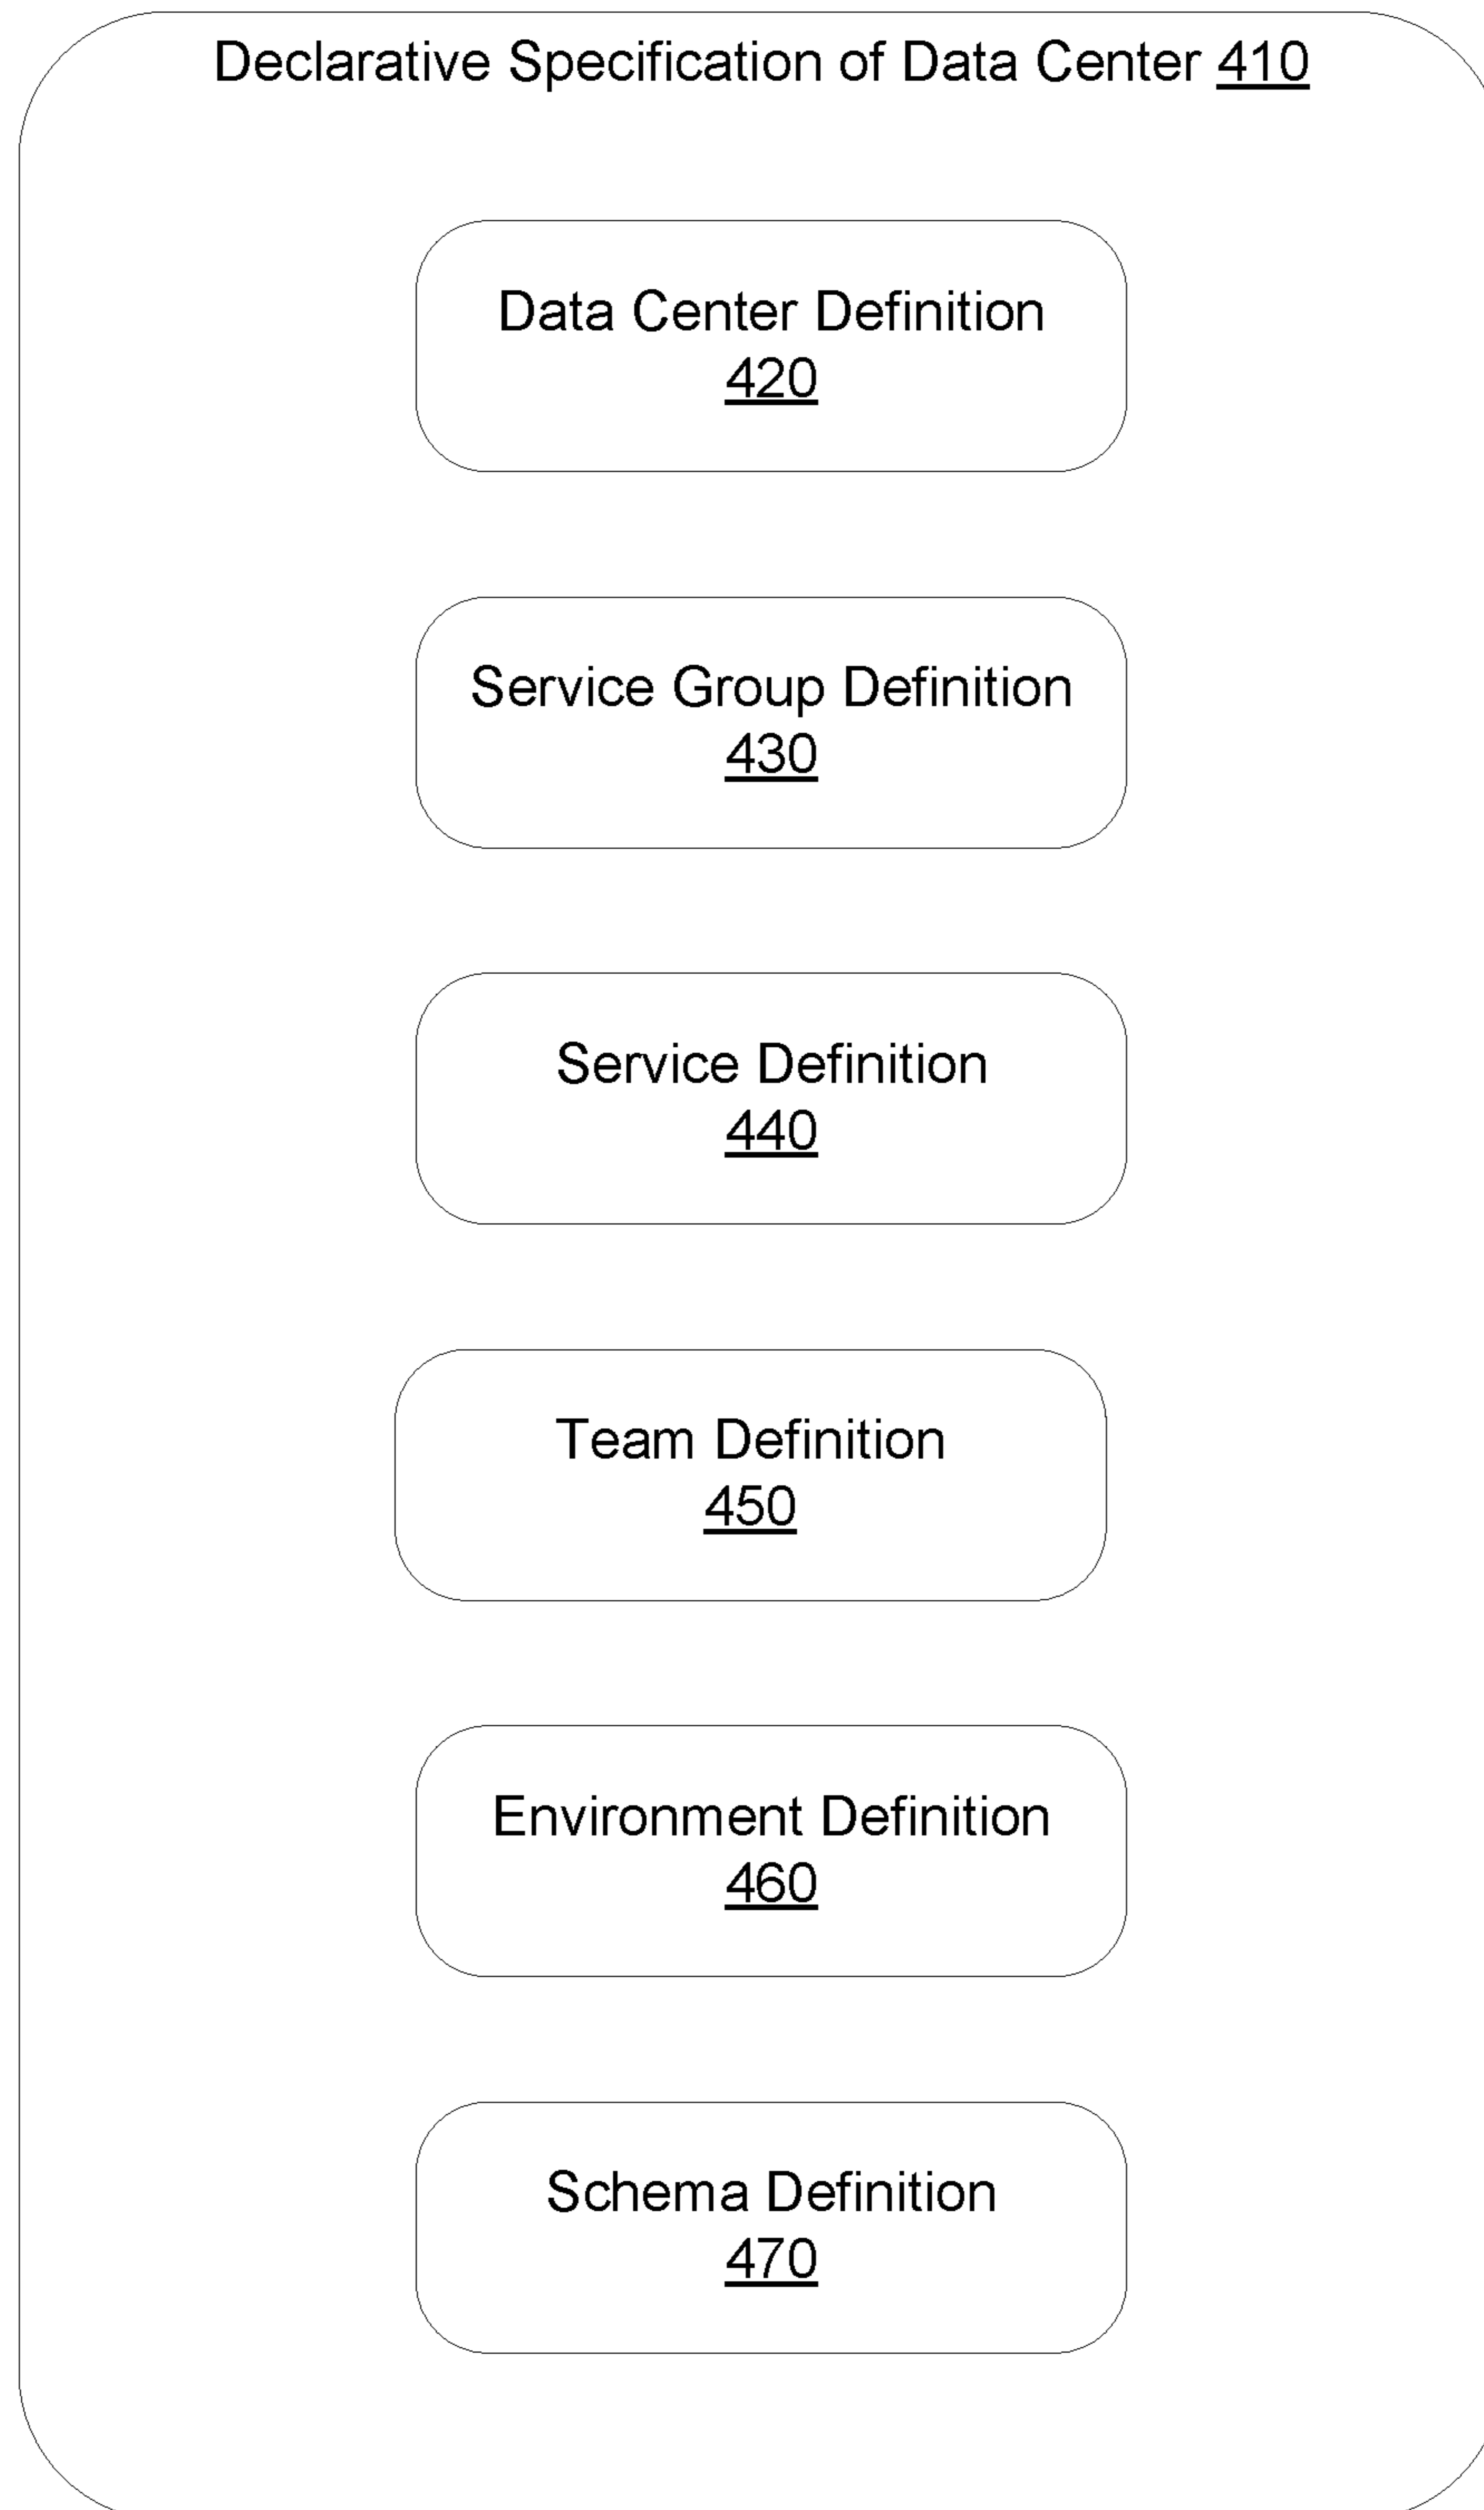 Declarative Specification of Data Center 410
Data Center Definition
420
Service Group Definition
430
Service Definition
440
Team Definition
450
Environment Definition
460
Schema Definition
470